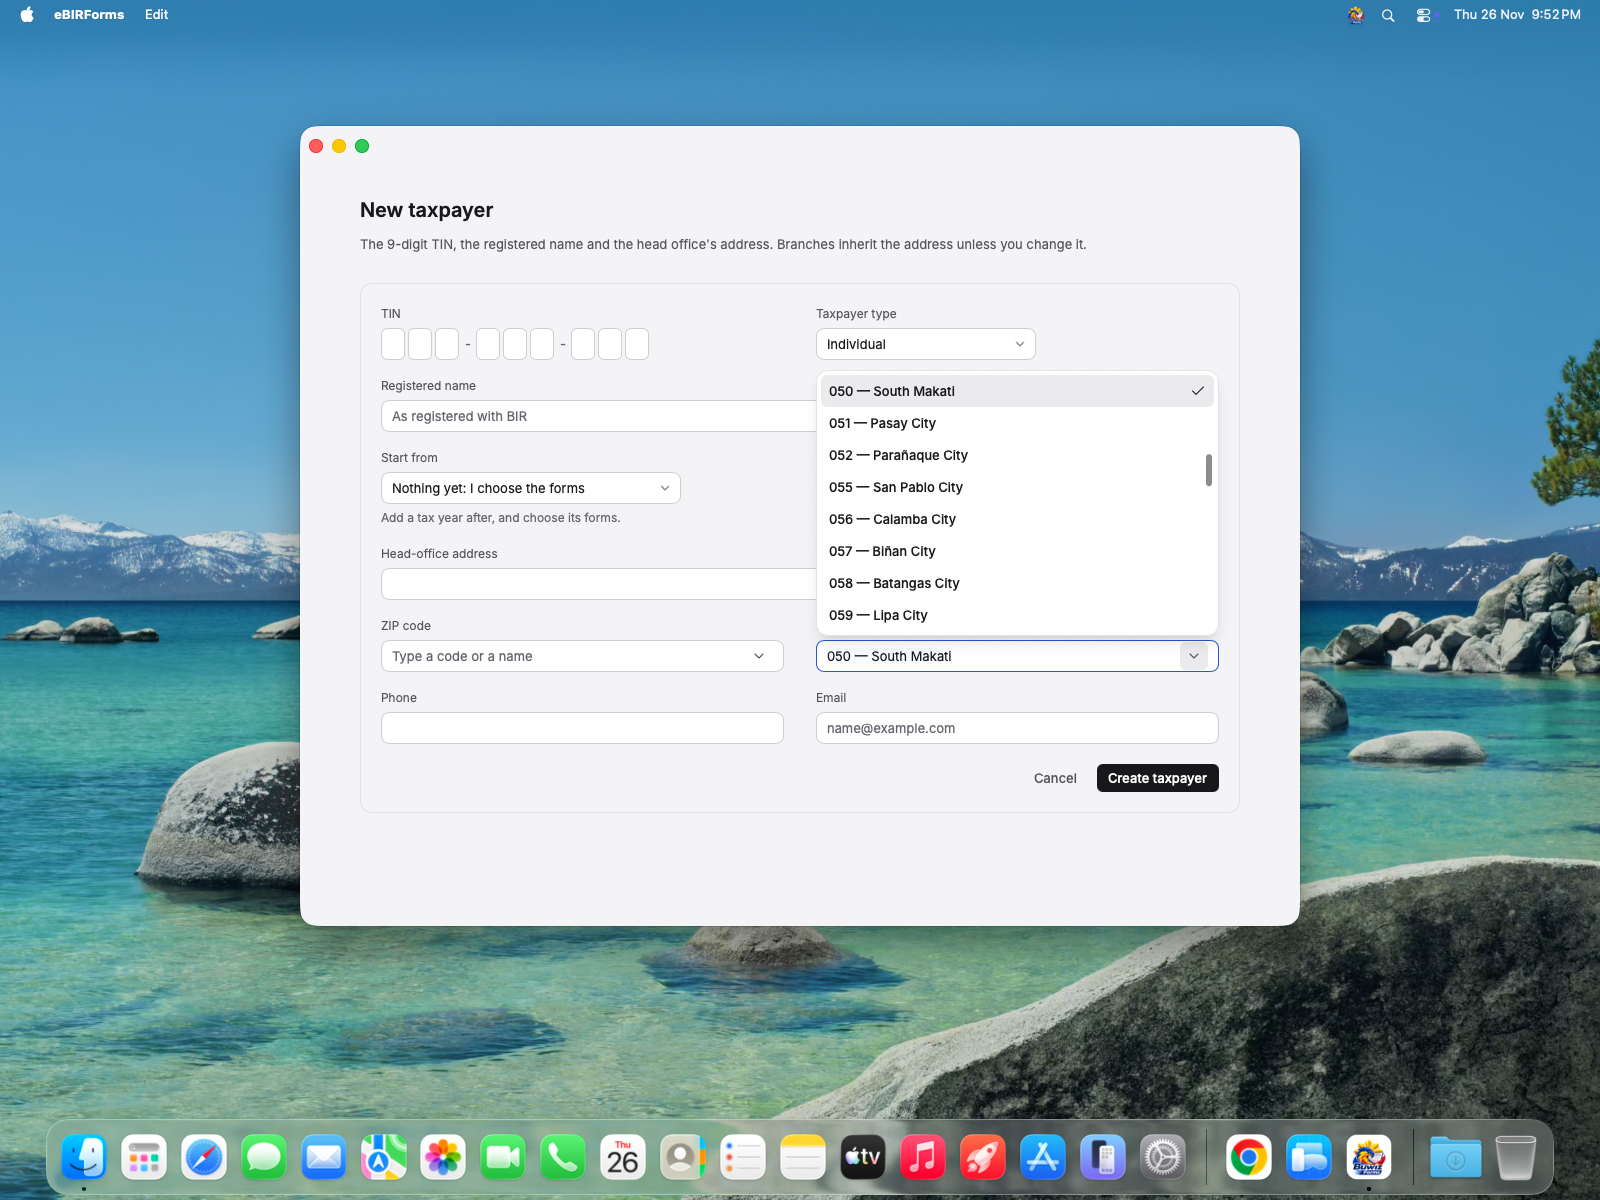 eBIRForms Edit Thu 26 Nov 9:52 PM
New taxpayer
The 9-digit TIN, the registered name and the head office's address. Branches inherit the address unless you change it.
TIN
- -
Taxpayer type
Individual
Registered name
As registered with BIR
050 — South Makati
051 — Pasay City
052 — Parañaque City
055 — San Pablo City
056 — Calamba City
057 — Biñan City
058 — Batangas City
059 — Lipa City
Start from
Nothing yet: I choose the forms
Add a tax year after, and choose its forms.
Head-office address
ZIP code
Type a code or a name
050 — South Makati
Phone
Email
name@example.com
Cancel
Create taxpayer
Thu
26
tv
BUWIZ